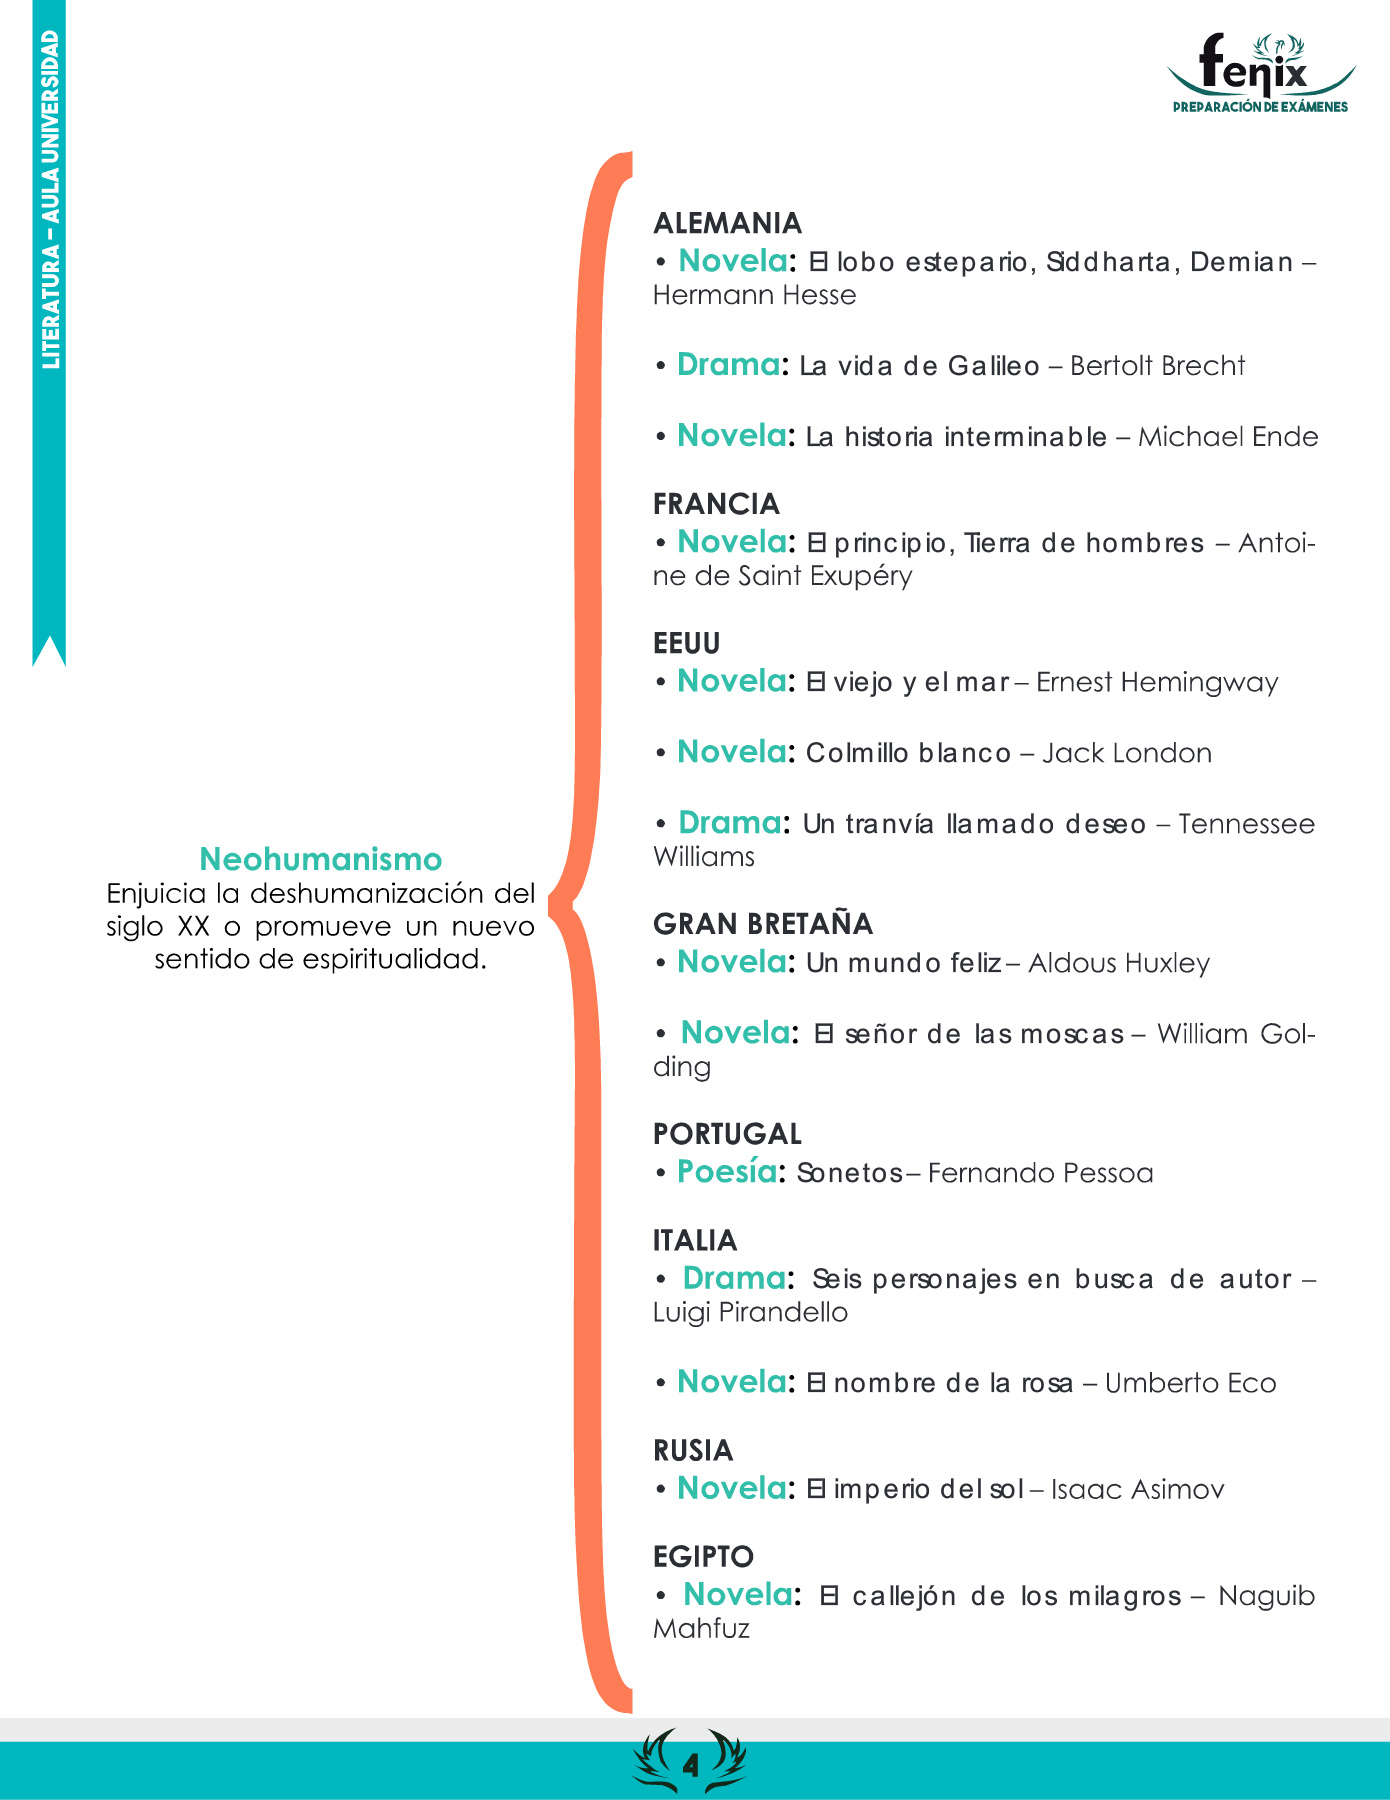 LITERATURA – AULA UNIVERSIDAD
fenix
PREPARACIÓN DE EXÁMENES
ALEMANIA
• Novela: El lobo estepario, Siddharta, Demian –
Hermann Hesse
• Drama: La vida de Galileo – Bertolt Brecht
• Novela: La historia interminable – Michael Ende
FRANCIA
• Novela: El principio, Tierra de hombres – Antoi-
ne de Saint Exupéry
EEUU
• Novela: El viejo y el mar – Ernest Hemingway
• Novela: Colmillo blanco – Jack London
• Drama: Un tranvía llamado deseo – Tennessee
Williams
Neohumanismo
Enjuicia la deshumanización del
siglo XX o promueve un nuevo
sentido de espiritualidad.
GRAN BRETAÑA
• Novela: Un mundo feliz – Aldous Huxley
• Novela: El señor de las moscas – William Gol-
ding
PORTUGAL
• Poesía: Sonetos – Fernando Pessoa
ITALIA
• Drama: Seis personajes en busca de autor –
Luigi Pirandello
• Novela: El nombre de la rosa – Umberto Eco
RUSIA
• Novela: El imperio del sol – Isaac Asimov
EGIPTO
• Novela: El callejón de los milagros – Naguib
Mahfuz
4